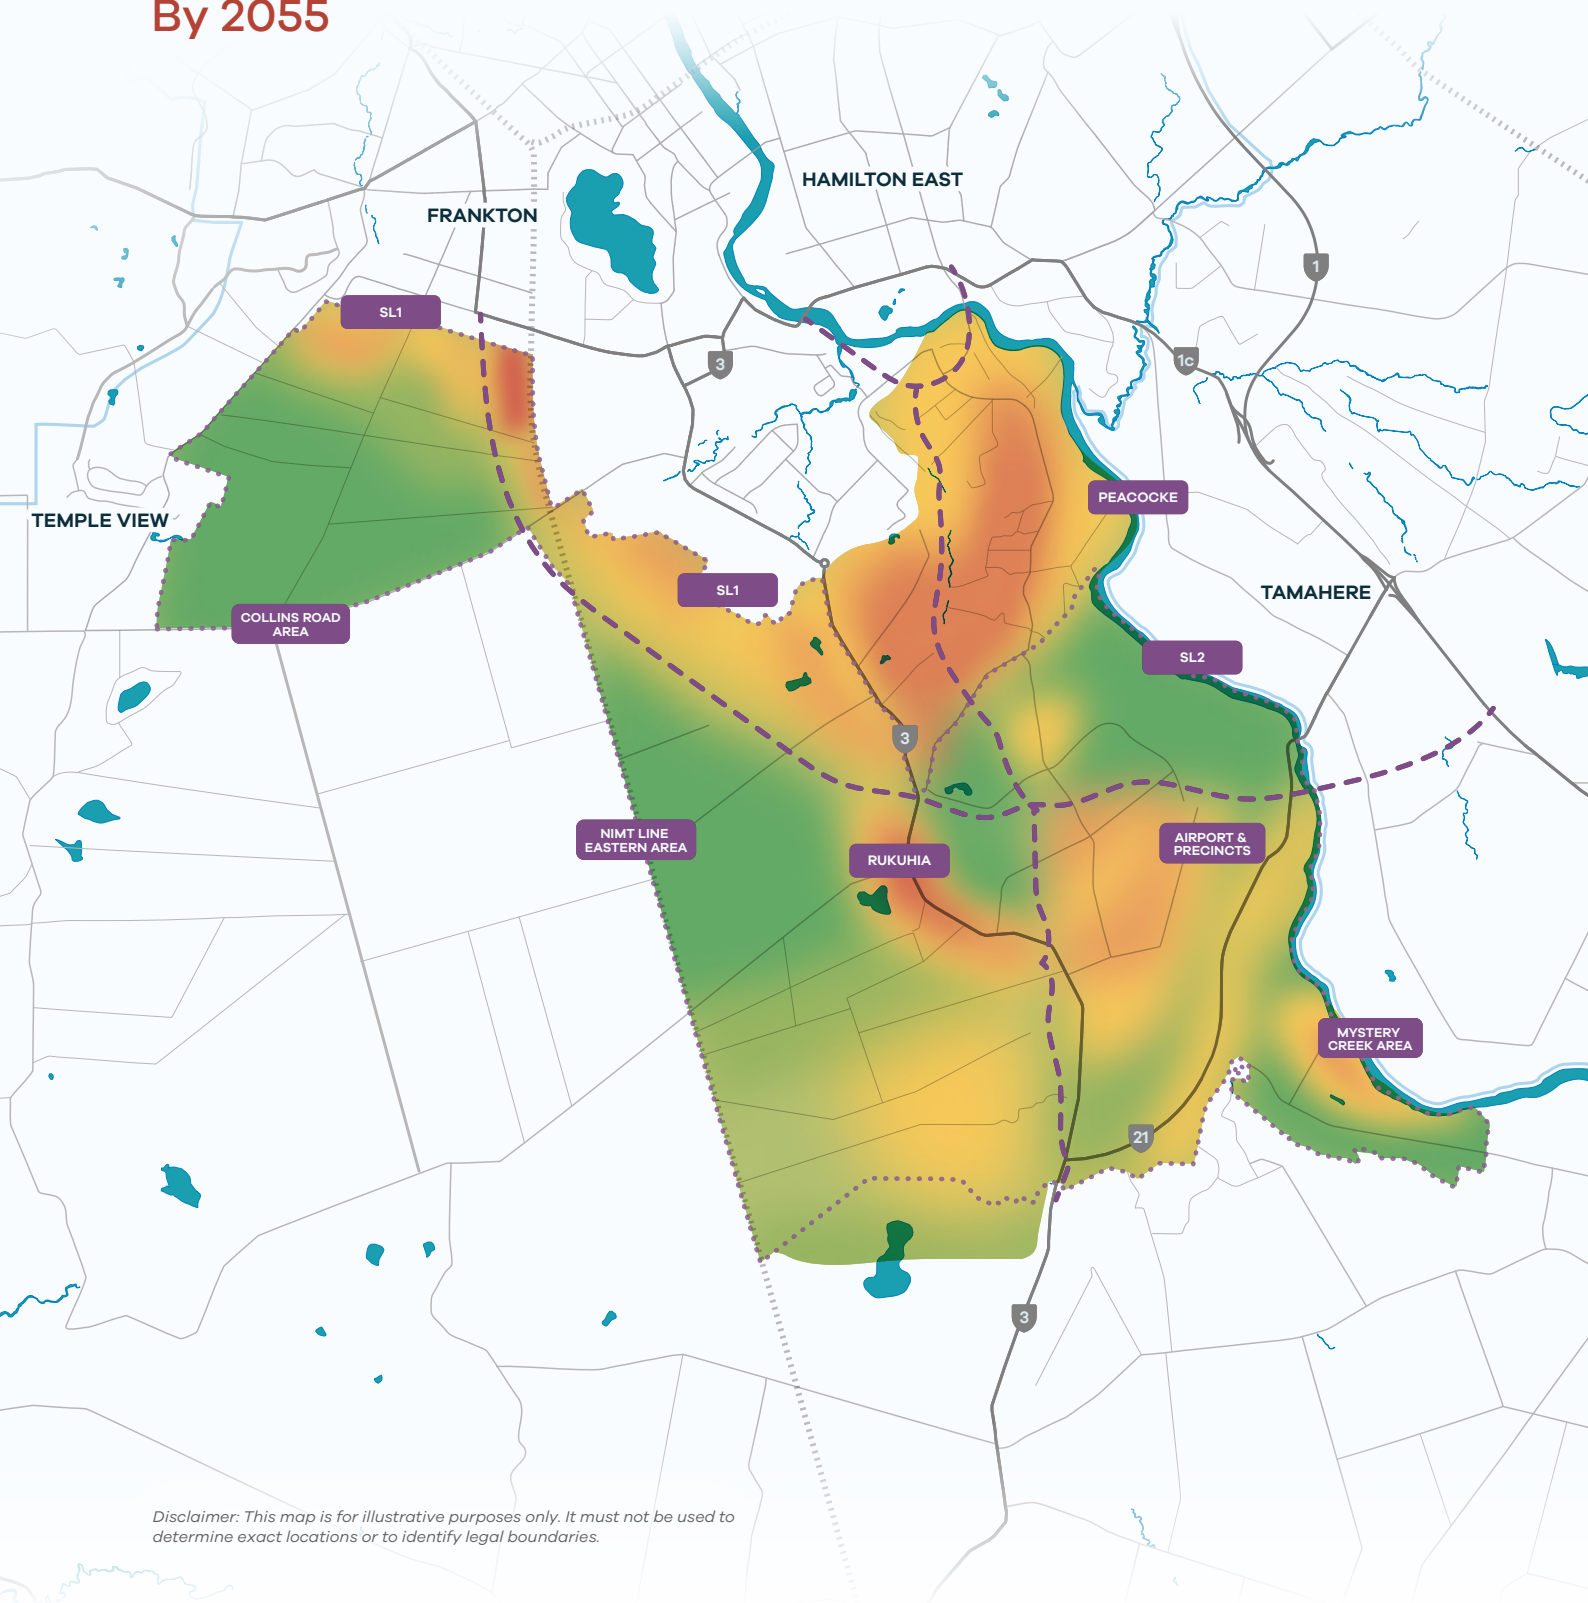 By 2055
HAMILTON EAST
FRANKTON
1
SL1
3
1c
PEACOCKE
TEMPLE VIEW
SL1
TAMAHERE
COLLINS ROAD
AREA
SL2
3
NIMT LINE
EASTERN AREA
AIRPORT &
PRECINCTS
RUKUHIA
MYSTERY
CREEK AREA
21
3
Disclaimer: This map is for illustrative purposes only. It must not be used to
determine exact locations or to identify legal boundaries.